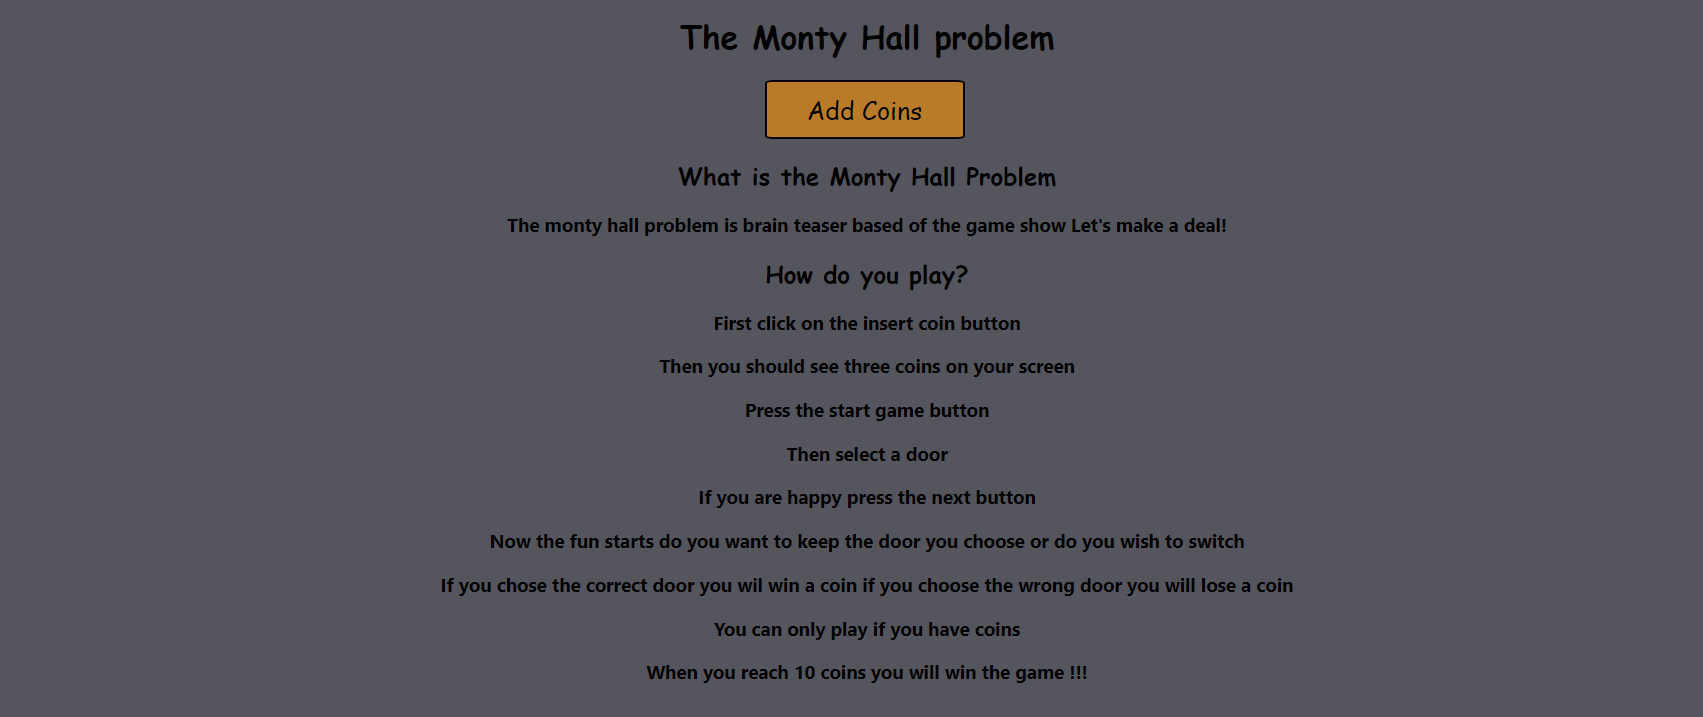 The Monty Hall problem
Add Coins
What is the Monty Hall Problem
The monty hall problem is brain teaser based of the game show Let's make a deal!
How do you play?
First click on the insert coin button
Then you should see three coins on your screen
Press the start game button
Then select a door
If you are happy press the next button
Now the fun starts do you want to keep the door you choose or do you wish to switch
If you chose the correct door you wil win a coin if you choose the wrong door you will lose a coin
You can only play if you have coins
When you reach 10 coins you will win the game !!!